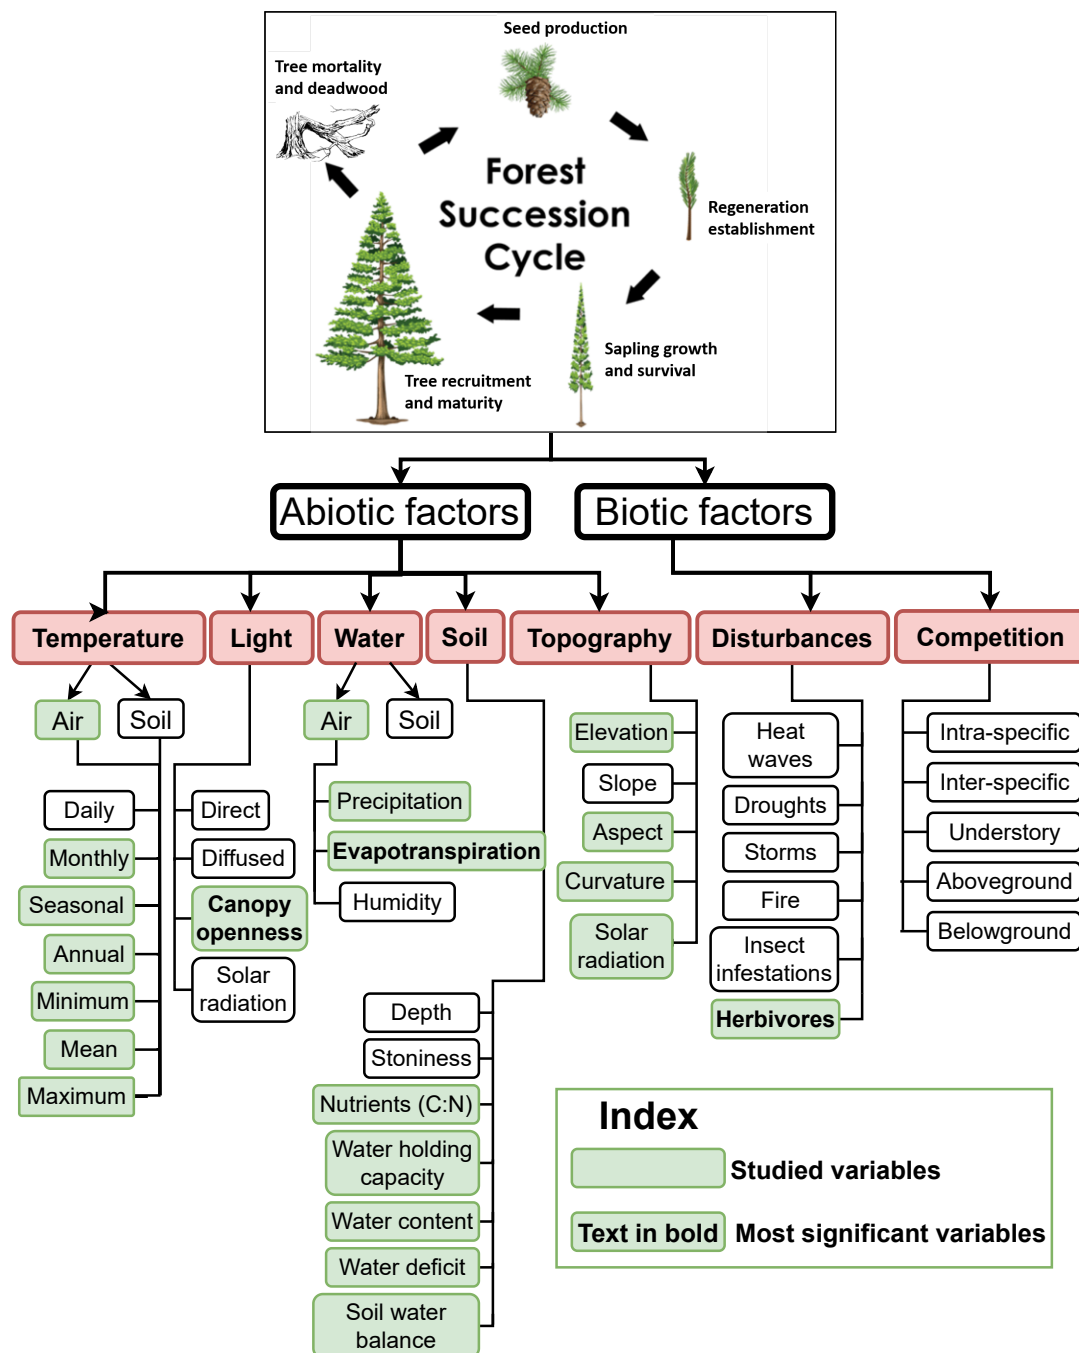 Seed production
Tree mortality
and deadwood
Forest
Succession
Cycle
Regeneration
establishment
Sapling growth
and survival
Tree recruitment
and maturity
Abiotic factors
Biotic factors
Temperature
Light
Water
Soil
Topography
Disturbances
Competition
Air
Soil
Daily
Monthly
Seasonal
Annual
Minimum
Mean
Maximum
Direct
Diffused
Canopy
openness
Solar
radiation
Air
Soil
Precipitation
Evapotranspiration
Humidity
Depth
Stoniness
Nutrients (C:N)
Water holding
capacity
Water content
Water deficit
Soil water
balance
Elevation
Slope
Aspect
Curvature
Solar
radiation
Heat
waves
Droughts
Storms
Fire
Insect
infestations
Herbivores
Intra-specific
Inter-specific
Understory
Aboveground
Belowground
Index
Studied variables
Text in bold Most significant variables